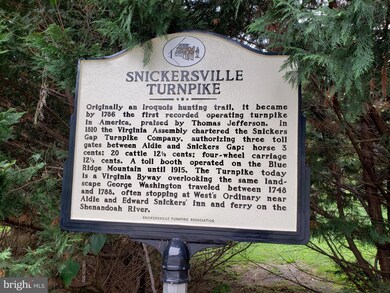 SNICKERSVILLE
TURNPIKE
Originally an Iroquois hunting trail, it became
by 1786 the first recorded operating turnpike
in America, praised by Thomas Jefferson. In
1810 the Virginia Assembly chartered the Snickers
Gap Turnpike Company, authorizing three toll
gates between Aldie and Snickers Gap: horse 3
cents; 20 cattle 12½ cents; four-wheel carriage
12½ cents. A toll booth operated on the Blue
Ridge Mountain until 1915. The Turnpike today
is a Virginia Byway overlooking the same land-
scape George Washington traveled between 1748
and 1788, often stopping at West's Ordinary near
Aldie and Edward Snickers' Inn and ferry on the
Shenandoah River.
SNICKERSVILLE TURNPIKE ASSOCIATION
© BRIGHT MLS